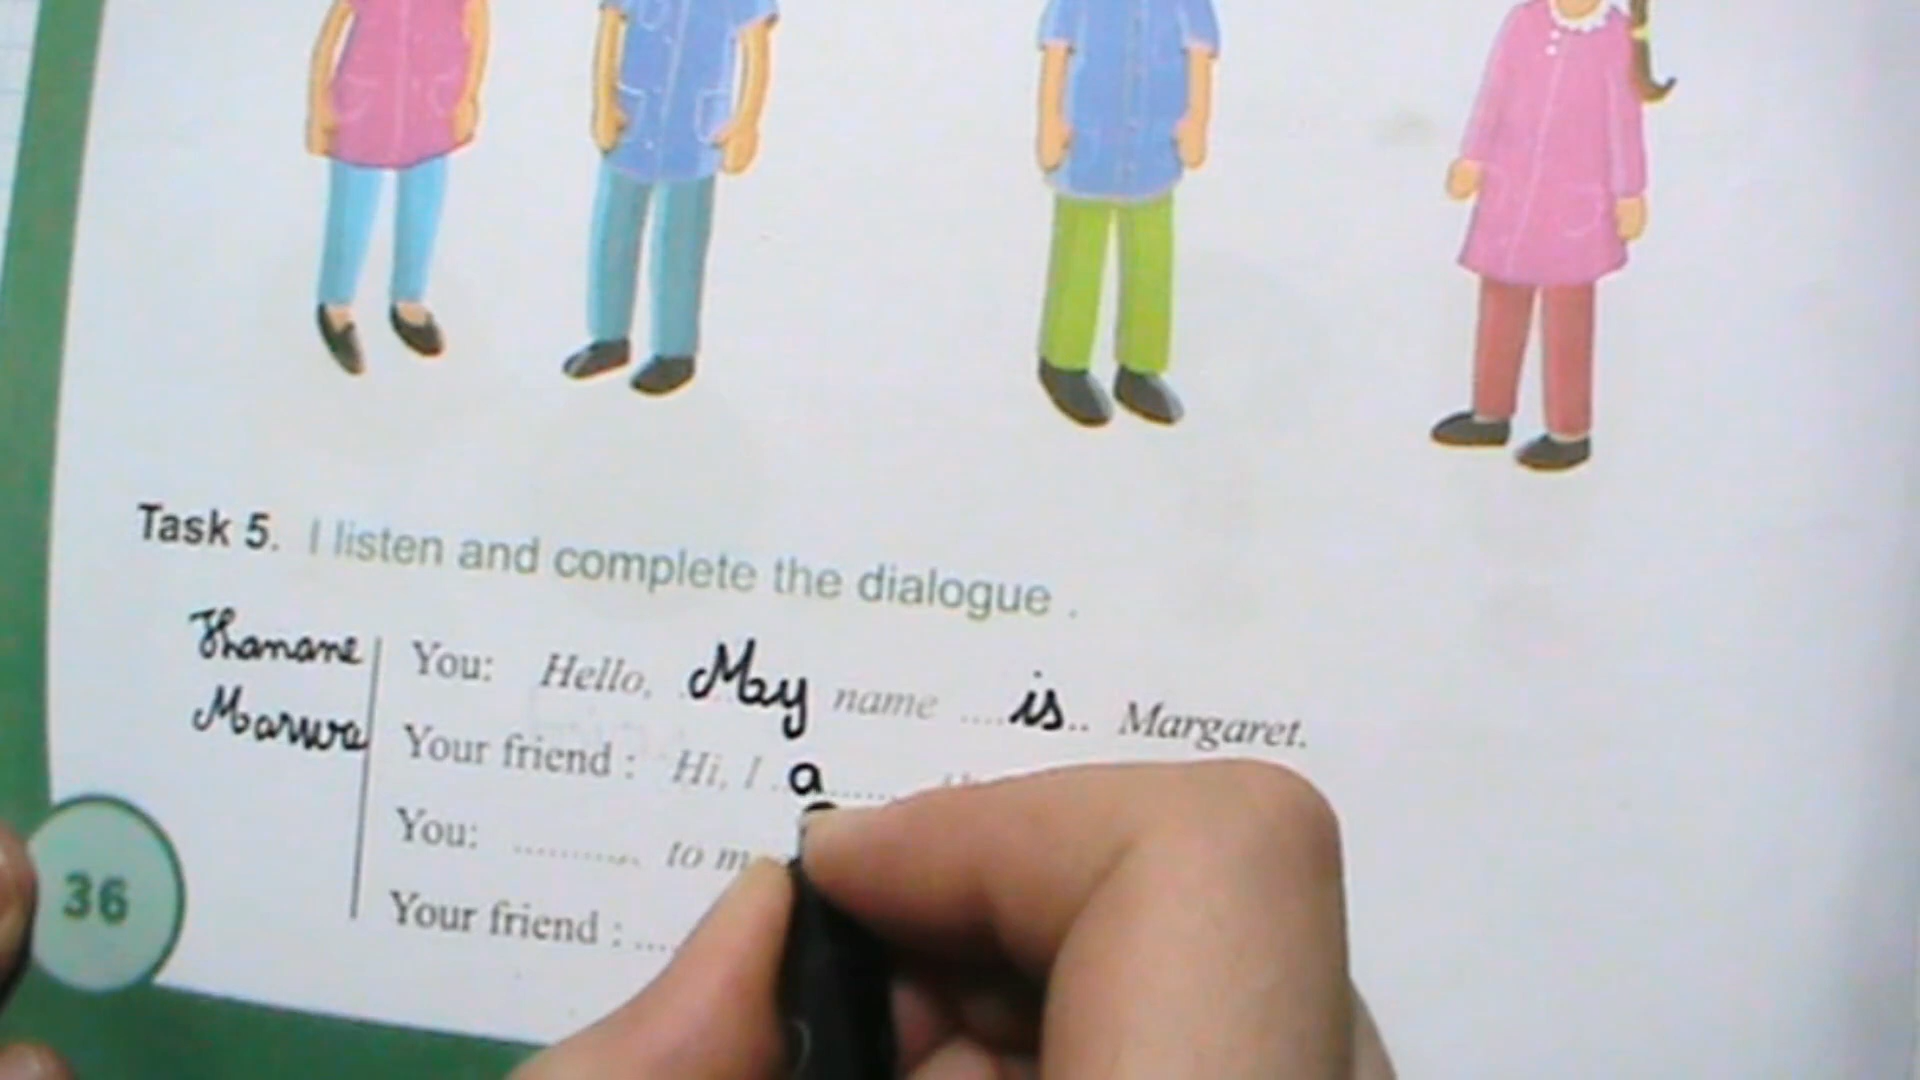 Task 5. I listen and complete the dialogue .
Hanane
Marwa
You: Hello, May name ....is.. Margaret.
Your friend : Hi, I ..a........
You: ........... to m
Your friend : ....
36